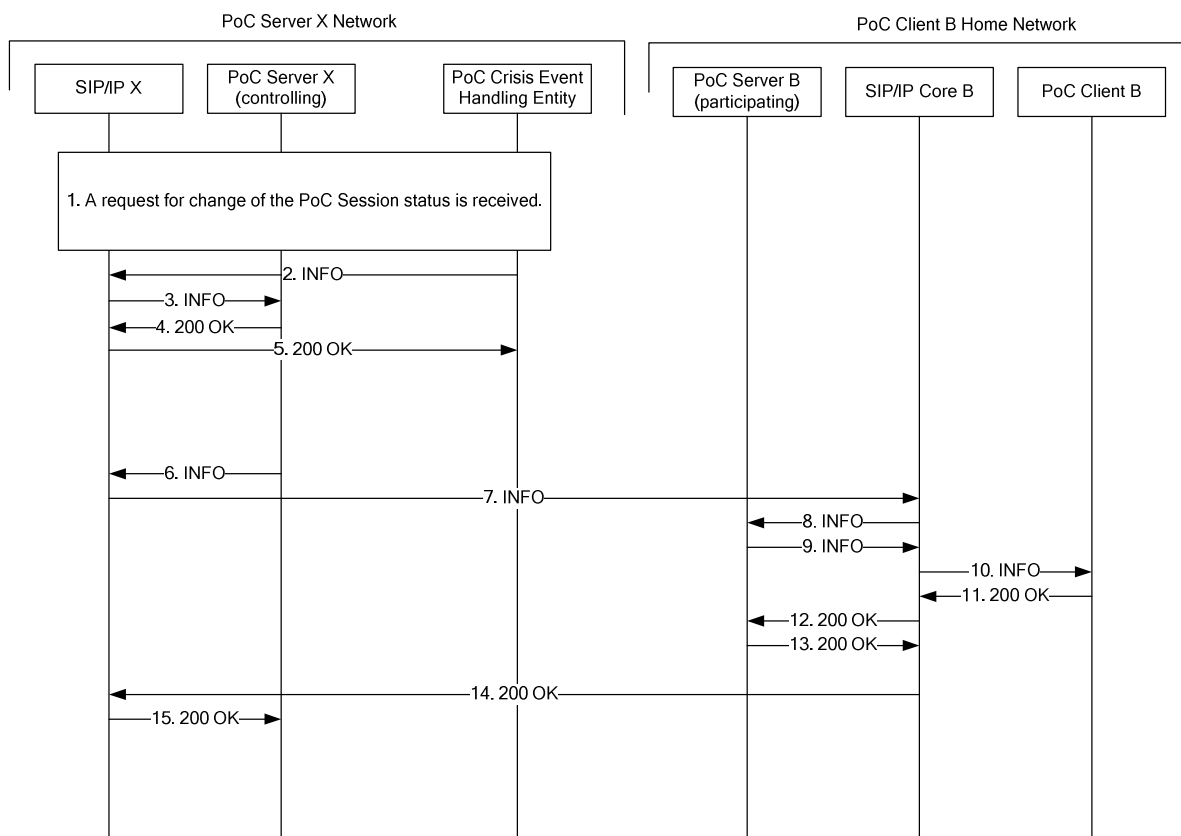 PoC Server X Network
PoC Client B Home Network
SIP/IP X
PoC Server X
(controlling)
PoC Crisis Event
Handling Entity
PoC Server B
(participating)
SIP/IP Core B
PoC Client B
1. A request for change of the PoC Session status is received.
2. INFO
3. INFO
4. 200 OK
5. 200 OK
6. INFO
7. INFO
8. INFO
9. INFO
10. INFO
11. 200 OK
12. 200 OK
13. 200 OK
14. 200 OK
15. 200 OK